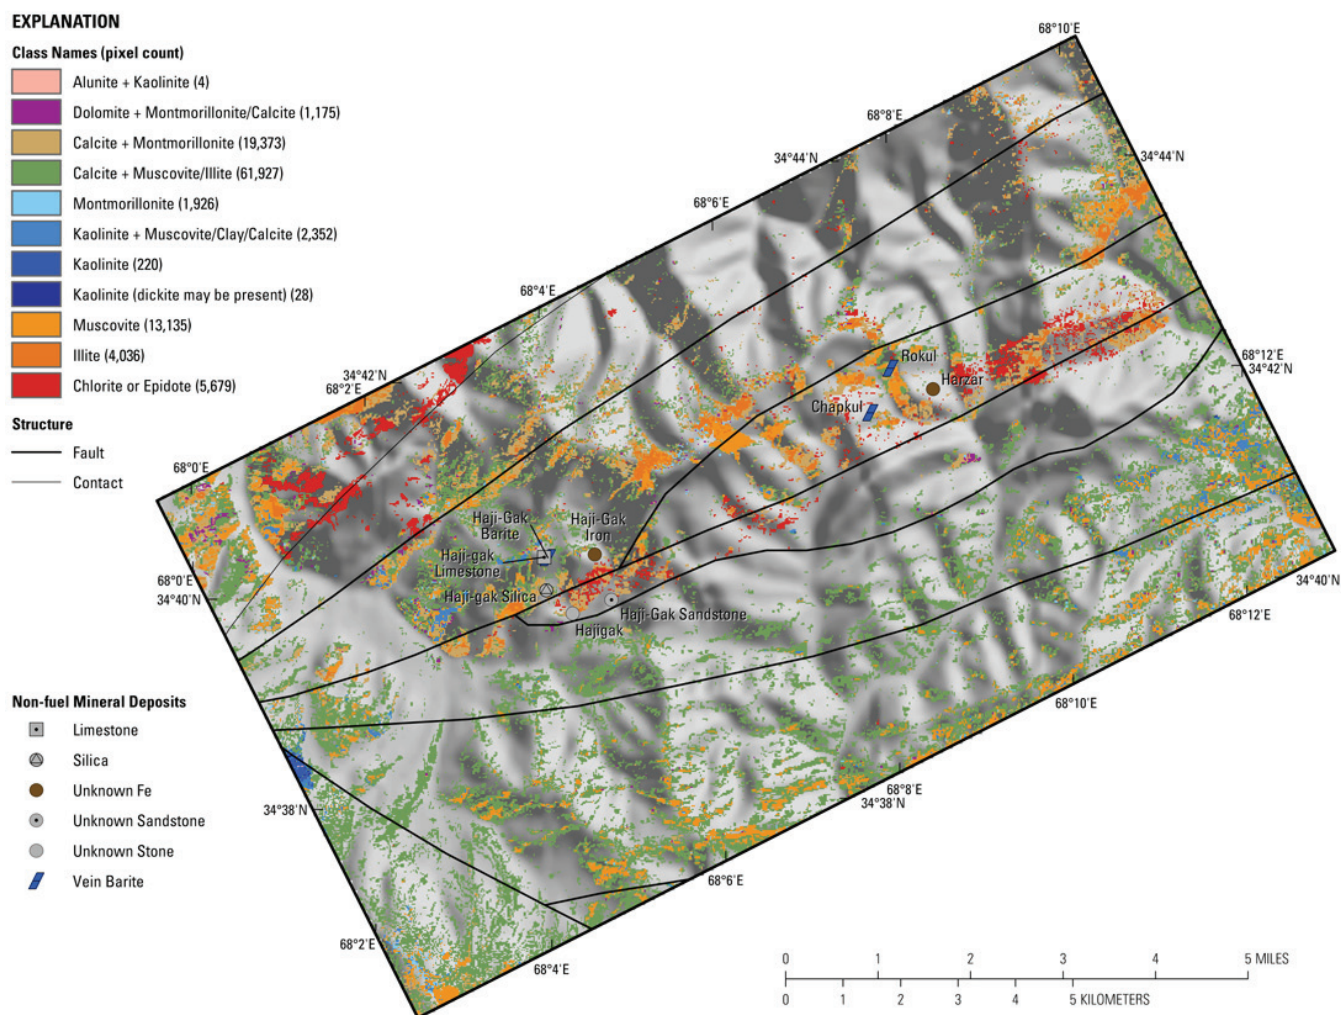 EXPLANATION
Class Names (pixel count)
Alunite + Kaolinite (4)
Dolomite + Montmorillonite/Calcite (1,175)
Calcite + Montmorillonite (19,373)
Calcite + Muscovite/Illite (61,927)
Montmorillonite (1,926)
Kaolinite + Muscovite/Clay/Calcite (2,352)
Kaolinite (220)
Kaolinite (dickite may be present) (28)
Muscovite (13,135)
Illite (4,036)
Chlorite or Epidote (5,679)
Structure
Fault
Contact
Non-fuel Mineral Deposits
Limestone
Silica
Unknown Fe
Unknown Sandstone
Unknown Stone
Vein Barite
68°10'E
68°8'E
34°44'N
34°44'N
68°6'E
68°4'E
34°42'N
68°2'E
68°0'E
68°12'E
34°42'N
Rokul
Harzar
Chapkul
Haji-Gak
Barite
Haji-Gak
Iron
Haji-gak
Limestone
Haji-gak Silica
Haji-Gak Sandstone
Hajigak
68°0'E
34°40'N
34°40'N
68°12'E
68°10'E
68°8'E
34°38'N
34°38'N
68°6'E
68°2'E
68°4'E
0 1 2 3 4 5 MILES
0 1 2 3 4 5 KILOMETERS